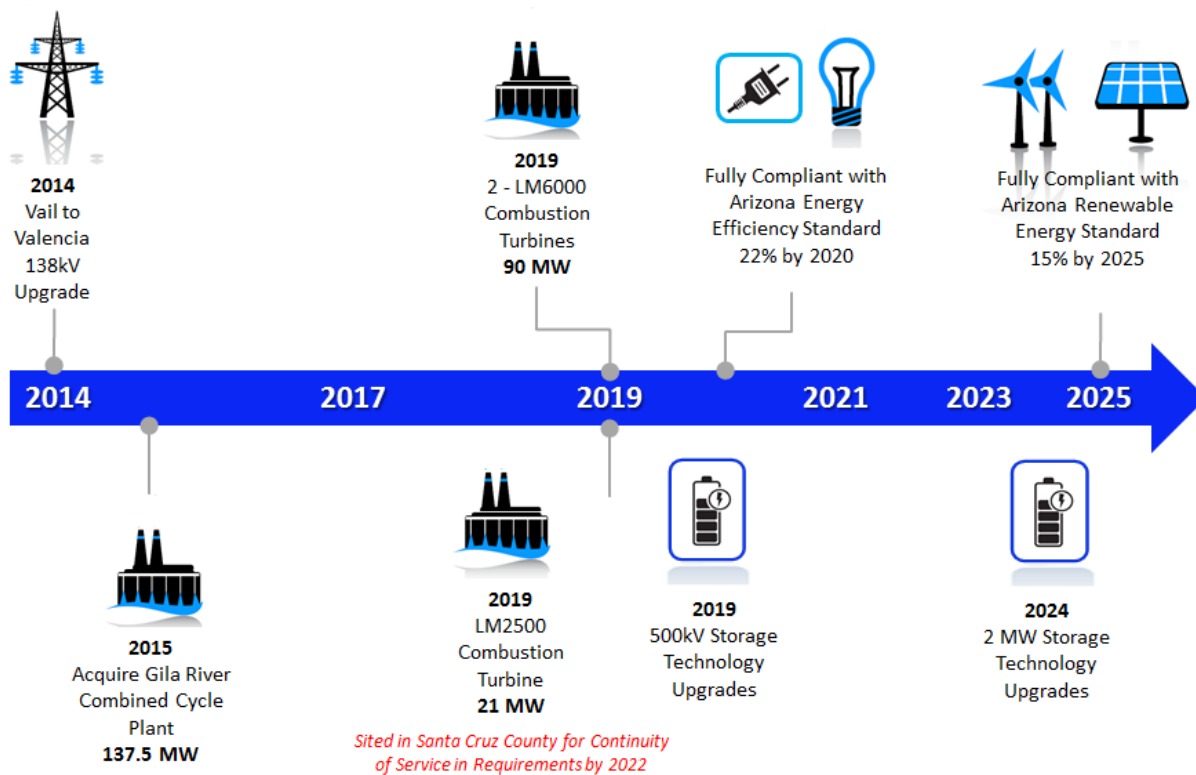 2014
Vail to
Valencia
138kV
Upgrade
2019
2 - LM6000
Combustion
Turbines
90 MW
Fully Compliant with
Arizona Energy
Efficiency Standard
22% by 2020
Fully Compliant with
Arizona Renewable
Energy Standard
15% by 2025
2014
2017
2019
2021
2023
2025
2015
Acquire Gila River
Combined Cycle
Plant
137.5 MW
2019
LM2500
Combustion
Turbine
21 MW
Sited in Santa Cruz County for Continuity
of Service in Requirements by 2022
2019
500kV Storage
Technology
Upgrades
2024
2 MW Storage
Technology
Upgrades